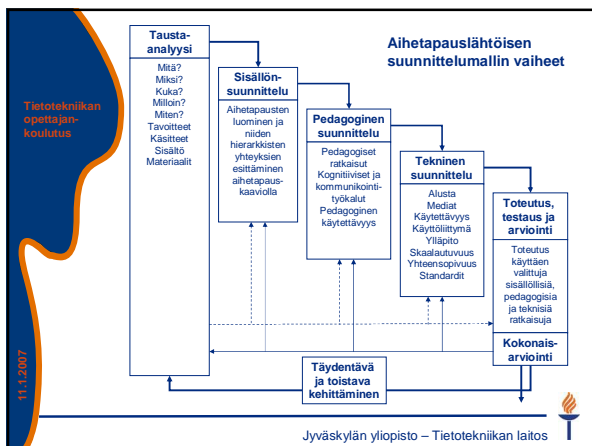 Aihetapauslähtöisen
suunnittelumallin vaiheet
Tietotekniikan
opettajan-
koulutus
11.1.2007
Tausta-
analyysi
Mitä?
Miksi?
Kuka?
Milloin?
Miten?
Tavoitteet
Käsitteet
Sisältö
Materiaalit
Sisällön-
suunnittelu
Aihetapausten
luominen ja
niiden
hierarkkisten
yhteyksien
esittäminen
aihetapaus-
kaaviolla
Pedagoginen
suunnittelu
Pedagogiset
ratkaisut
Kognitiiviset ja
kommunikointi-
työkalut
Pedagoginen
käytettävyys
Tekninen
suunnittelu
Alusta
Mediat
Käytettävyys
Käyttöliittymä
Ylläpito
Skaalautuvuus
Yhteensopivuus
Standardit
Toteutus,
testaus ja
arviointi
Toteutus
käyttäen
valittuja
sisällöllisiä,
pedagogisia
ja teknisiä
ratkaisuja
Kokonais-
arviointi
Täydentävä
ja toistava
kehittäminen
Jyväskylän yliopisto – Tietotekniikan laitos